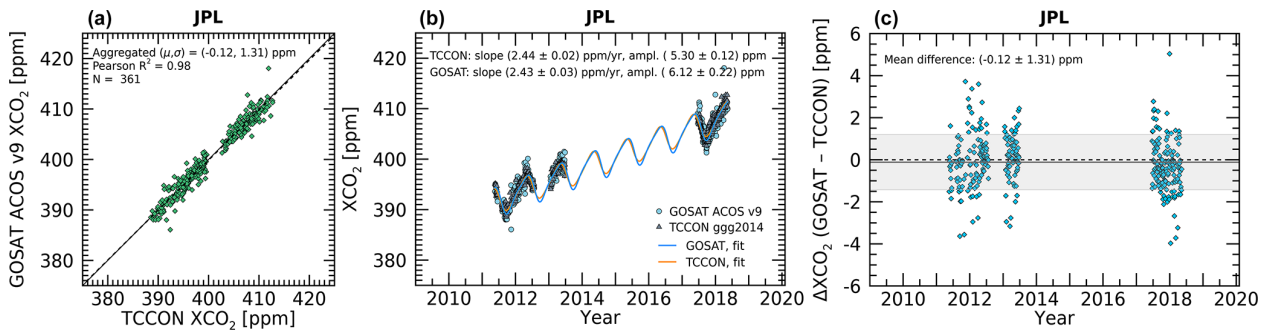 (a) JPL
Aggregated (μ,σ) = (-0.12, 1.31) ppm
Pearson R² = 0.98
N = 361
GOSAT ACOS v9 XCO₂ [ppm]
420
410
400
390
380
380 390 400 410 420
TCCON XCO₂ [ppm]
(b) JPL
TCCON: slope (2.44 ± 0.02) ppm/yr, ampl. ( 5.30 ± 0.12) ppm
GOSAT: slope (2.43 ± 0.03) ppm/yr, ampl. ( 6.12 ± 0.22) ppm
XCO₂ [ppm]
420
410
400
390
380
GOSAT ACOS v9
TCCON ggg2014
GOSAT, fit
TCCON, fit
2010 2012 2014 2016 2018 2020
Year
(c) JPL
Mean difference: (-0.12 ± 1.31) ppm
ΔXCO₂ (GOSAT − TCCON) [ppm]
6
4
2
0
-2
-4
-6
2010 2012 2014 2016 2018 2020
Year